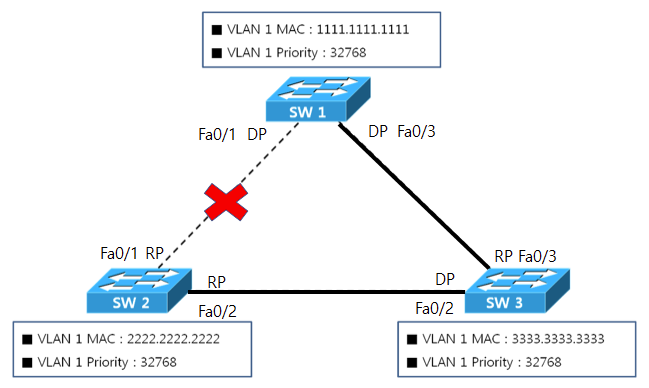 ■ VLAN 1 MAC : 1111.1111.1111
■ VLAN 1 Priority : 32768
SW 1
Fa0/1 DP
DP Fa0/3
Fa0/1 RP
RP Fa0/3
RP
DP
SW 2
Fa0/2
Fa0/2
SW 3
■ VLAN 1 MAC : 2222.2222.2222
■ VLAN 1 Priority : 32768
■ VLAN 1 MAC : 3333.3333.3333
■ VLAN 1 Priority : 32768